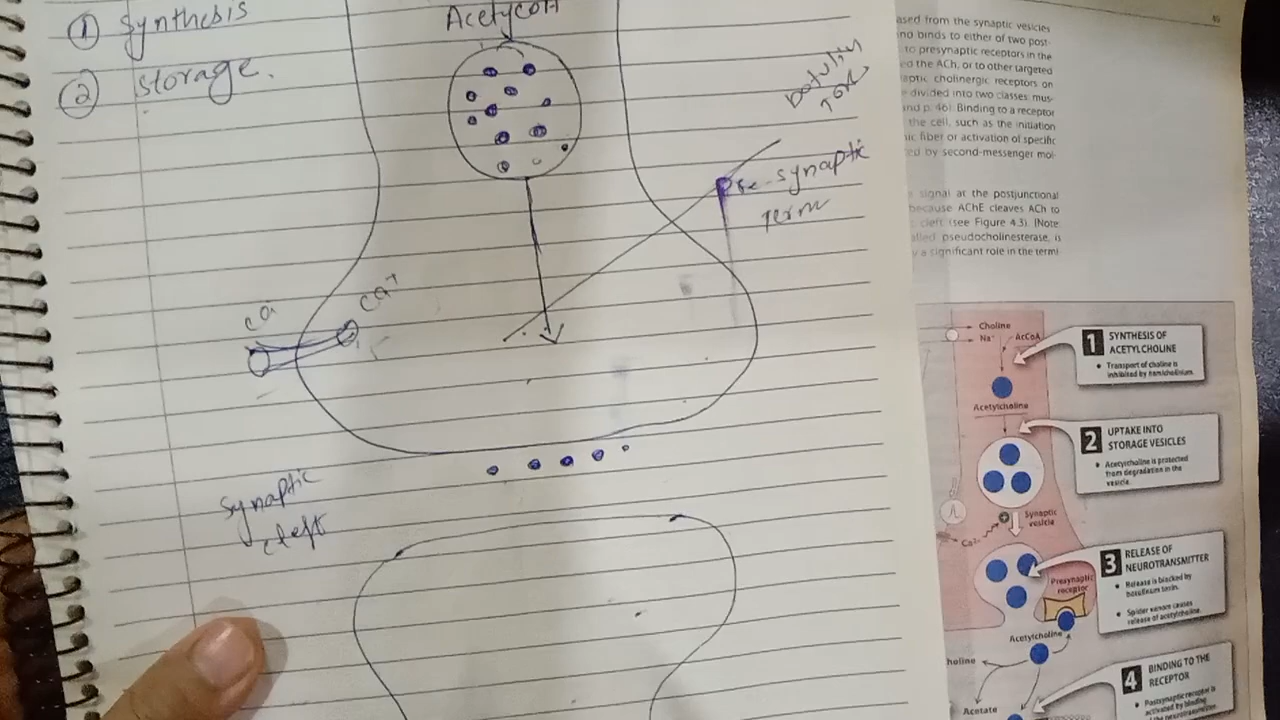 ① Synthesis
② Storage.
Pre-synaptic
Term
Ca
Ca+
Synaptic
cleft
49
ased from the synaptic vesicles
nd binds to either of two post-
to presynaptic receptors in the
ed the ACh, or to other targeted
aptic cholinergic receptors on
divided into two classes mus-
and p. 46). Binding to a receptor
the cell, such as the initiation
ic fiber or activation of specific
ed by second-messenger mol-
signal at the postjunctional
because AChE cleaves ACh to
cleft (see Figure 4.3). [Note
alled pseudocholinesterase, is
y a significant role in the termi
Choline
Na+
AcCoA
Acetylcholine
1 SYNTHESIS OF
ACETYLCHOLINE
• Transport of choline is
inhibited by hemicholinium.
2 UPTAKE INTO
STORAGE VESICLES
• Acetylcholine is protected
from degradation in the
vesicle.
Synaptic
vesicle
Ca2+
3 RELEASE OF
NEUROTRANSMITTER
• Release is blocked by
botulinum toxin.
• Spider venom causes
release of acetylcholine.
Presynaptic
receptor
Acetylcholine
holine
Acetate
4 BINDING TO THE
RECEPTOR
• Postsynaptic receptor is
activated by binding